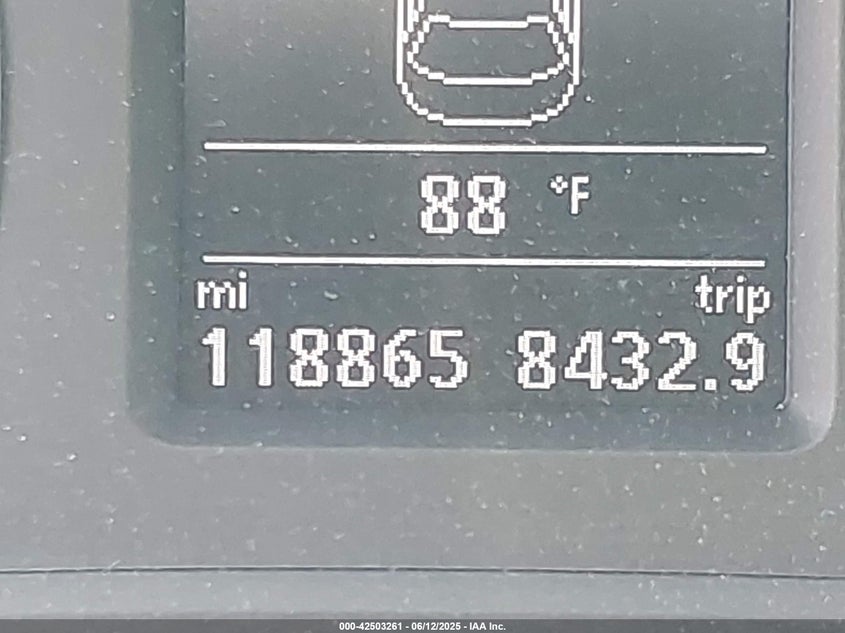 88 °F
mi trip
118865 8432.9
000-42503261 - 06/12/2025 - IAA Inc.